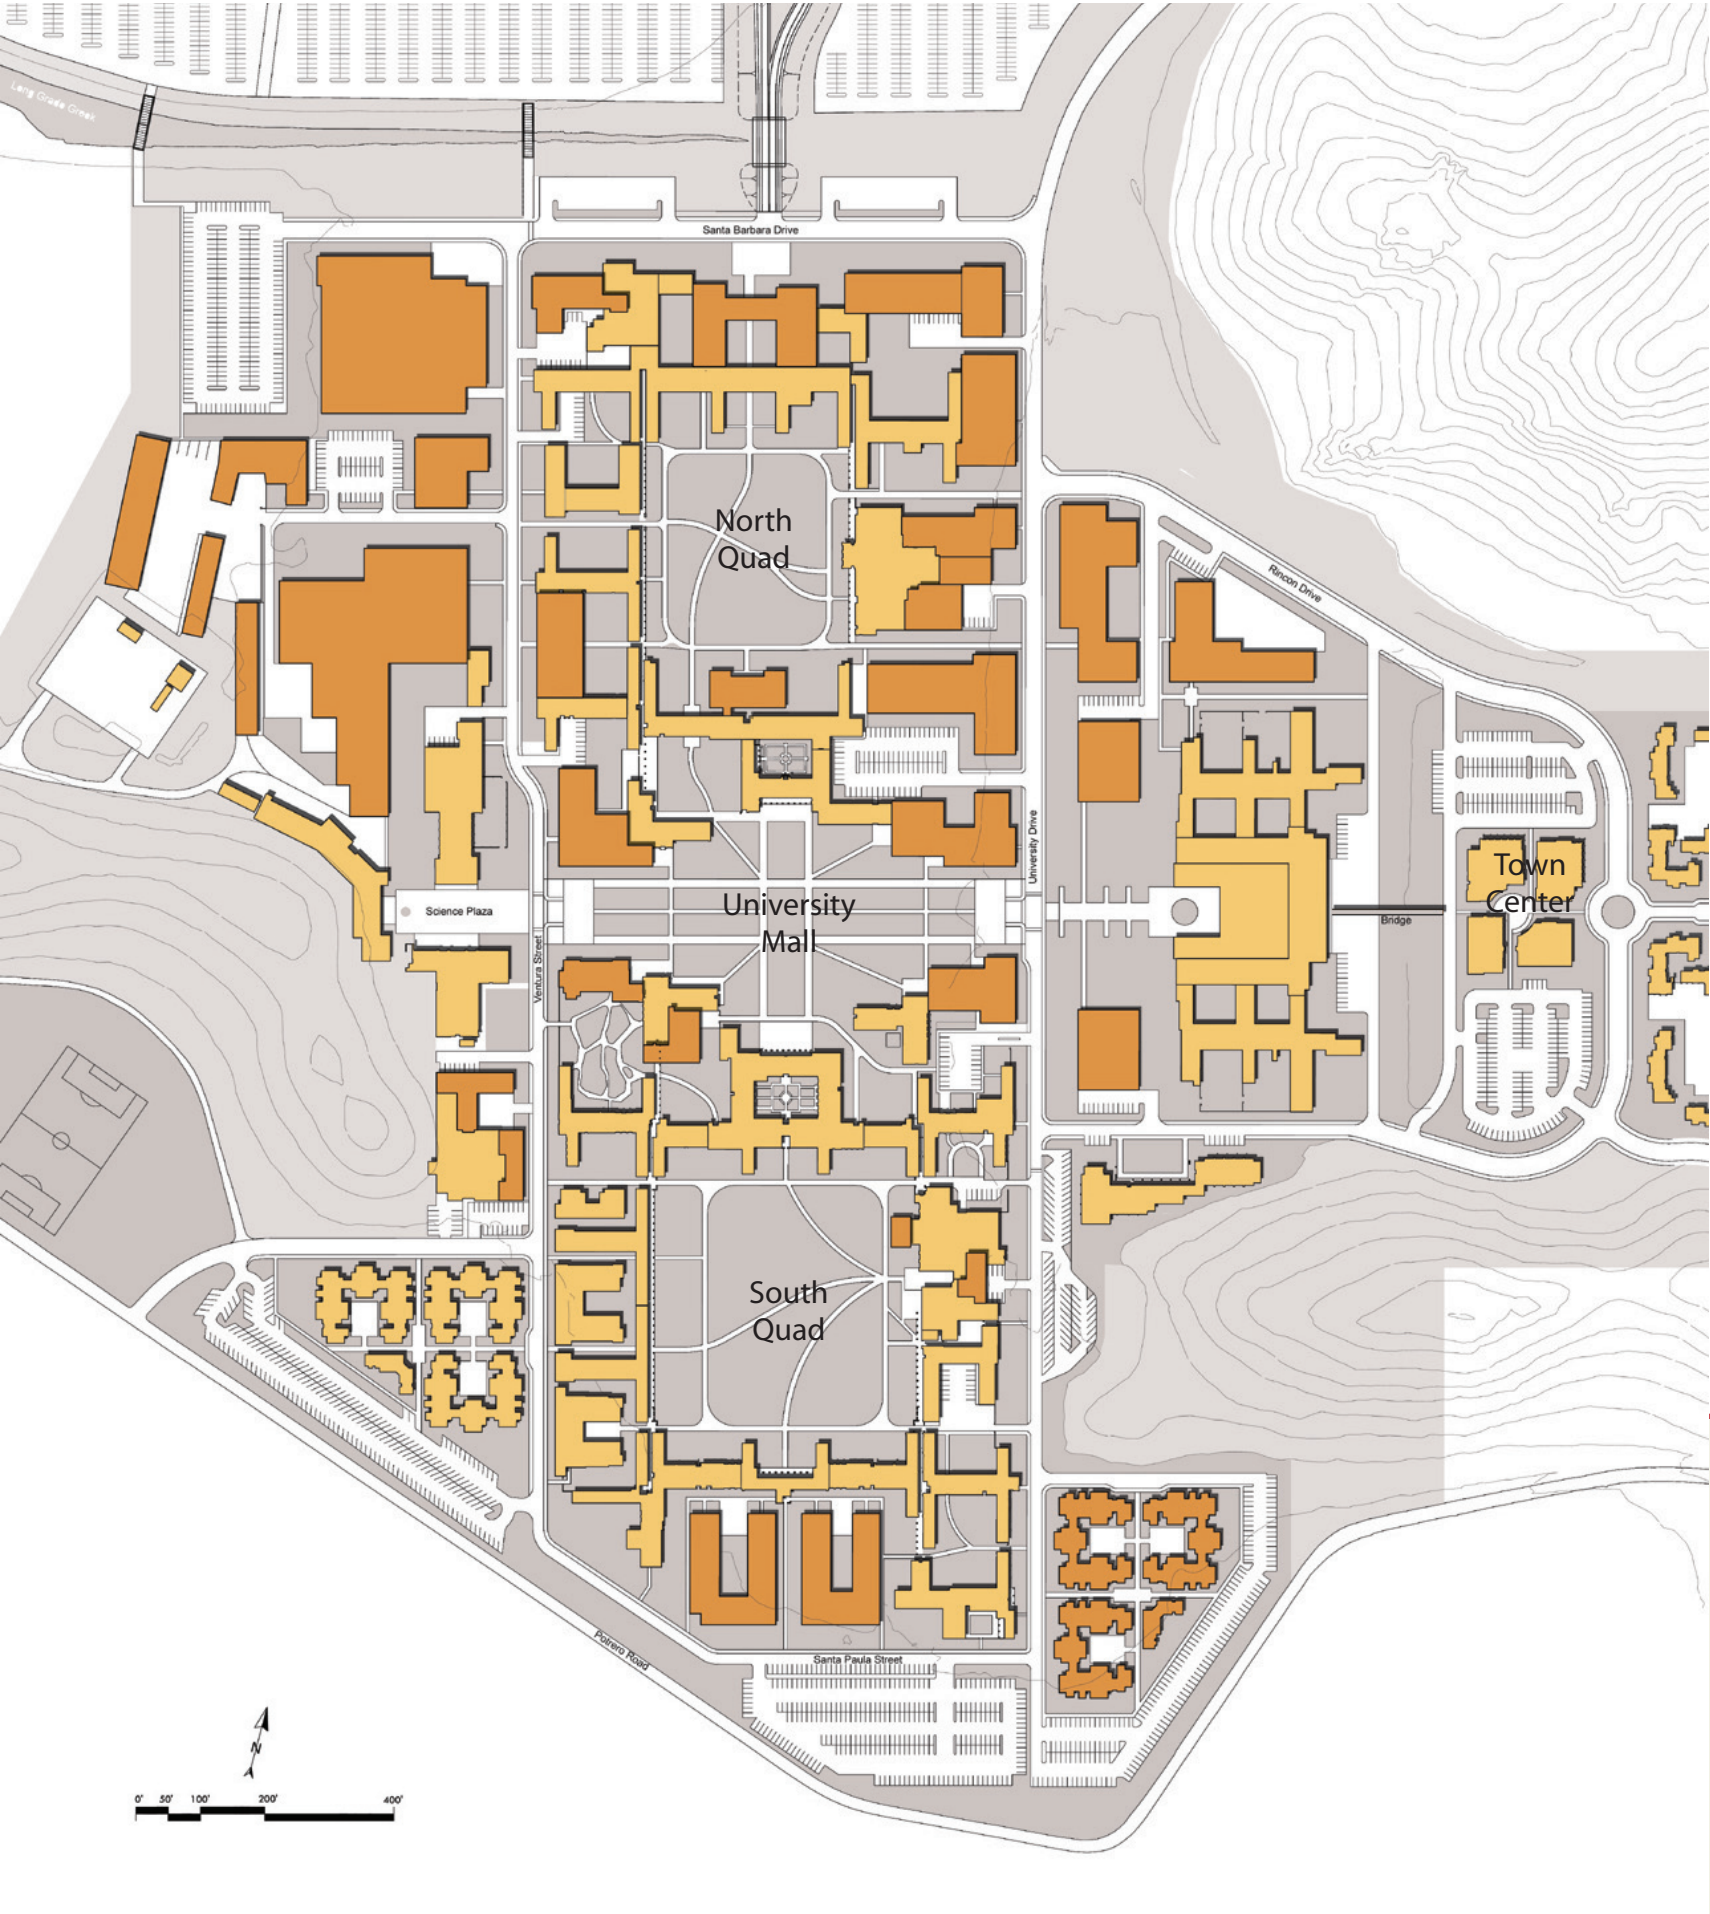 Long Grade Creek
Santa Barbara Drive
North
Quad
Rincon Drive
University Drive
Town
Center
University
Mall
Science Plaza
Bridge
Ventura Street
South
Quad
Potrero Road
Santa Paula Street
N
0' 50' 100' 200' 400'